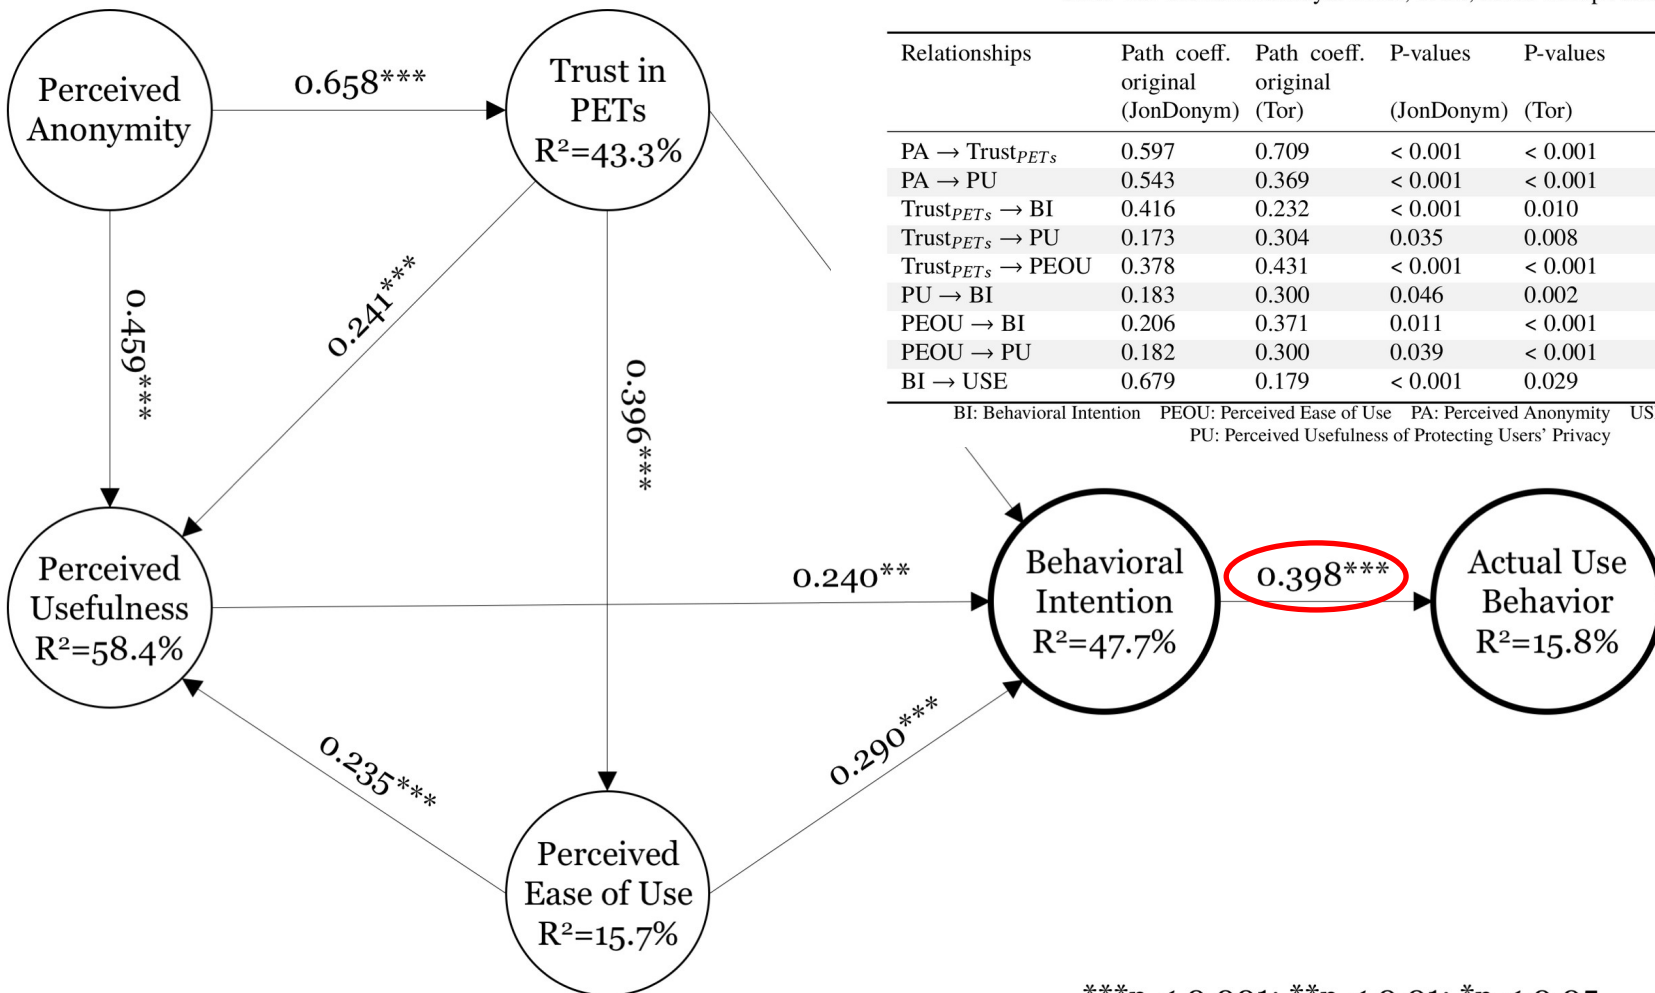 Perceived
Anonymity
0.658***
Trust in
PETs
R²=43.3%
Relationships Path coeff. Path coeff. P-values P-values
original original
(JonDonym) (Tor) (JonDonym) (Tor)
PA → Trust_PETs 0.597 0.709 < 0.001 < 0.001
PA → PU 0.543 0.369 < 0.001 < 0.001
Trust_PETs → BI 0.416 0.232 < 0.001 0.010
Trust_PETs → PU 0.173 0.304 0.035 0.008
Trust_PETs → PEOU 0.378 0.431 < 0.001 < 0.001
PU → BI 0.183 0.300 0.046 0.002
PEOU → BI 0.206 0.371 0.011 < 0.001
PEOU → PU 0.182 0.300 0.039 < 0.001
BI → USE 0.679 0.179 < 0.001 0.029
BI: Behavioral Intention PEOU: Perceived Ease of Use PA: Perceived Anonymity US
PU: Perceived Usefulness of Protecting Users' Privacy
0.459***
0.241***
0.396***
Perceived
Usefulness
R²=58.4%
0.240**
Behavioral
Intention
R²=47.7%
0.398***
Actual Use
Behavior
R²=15.8%
0.235***
0.290***
Perceived
Ease of Use
R²=15.7%